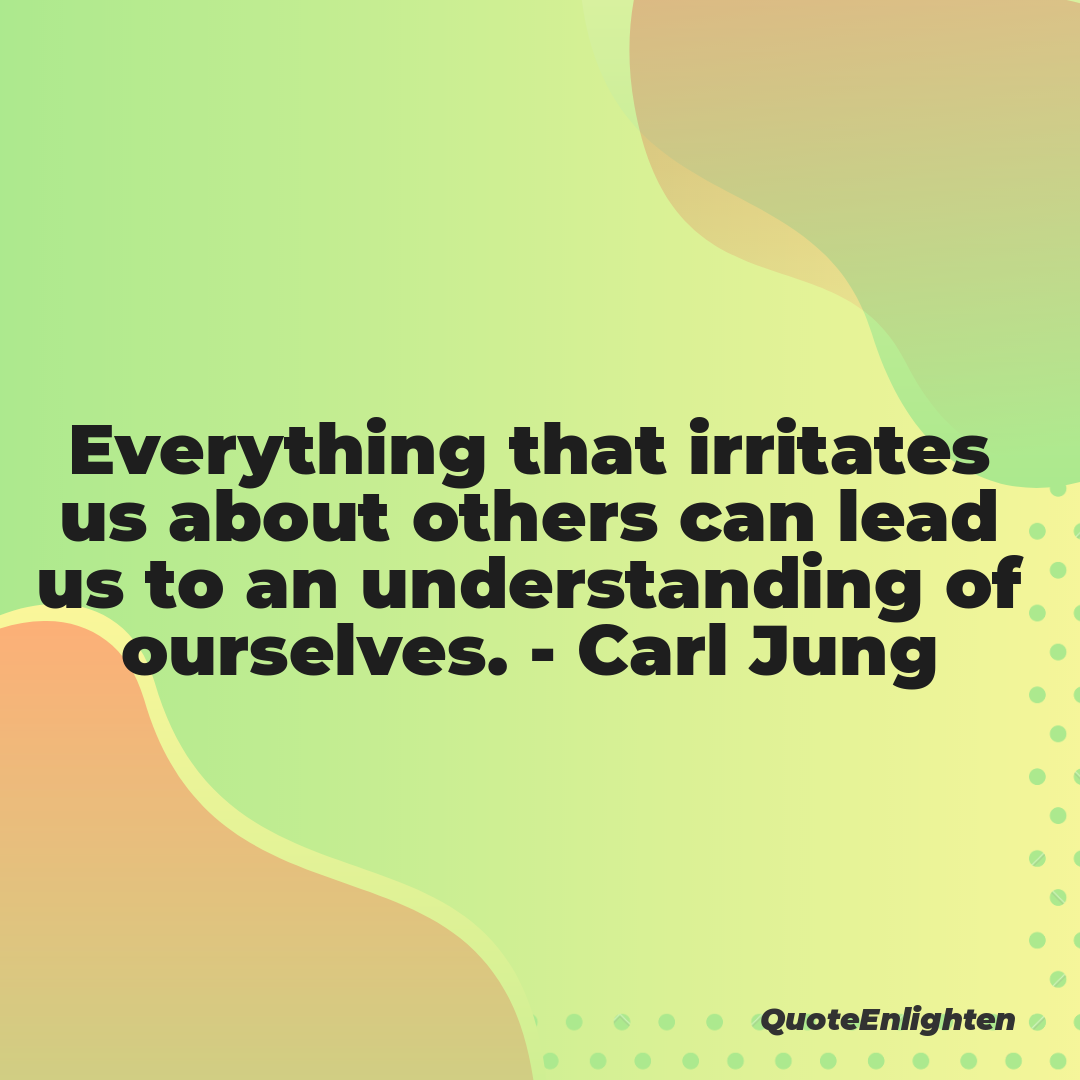 Everything that irritates
us about others can lead
us to an understanding of
ourselves. - Carl Jung
QuoteEnlighten